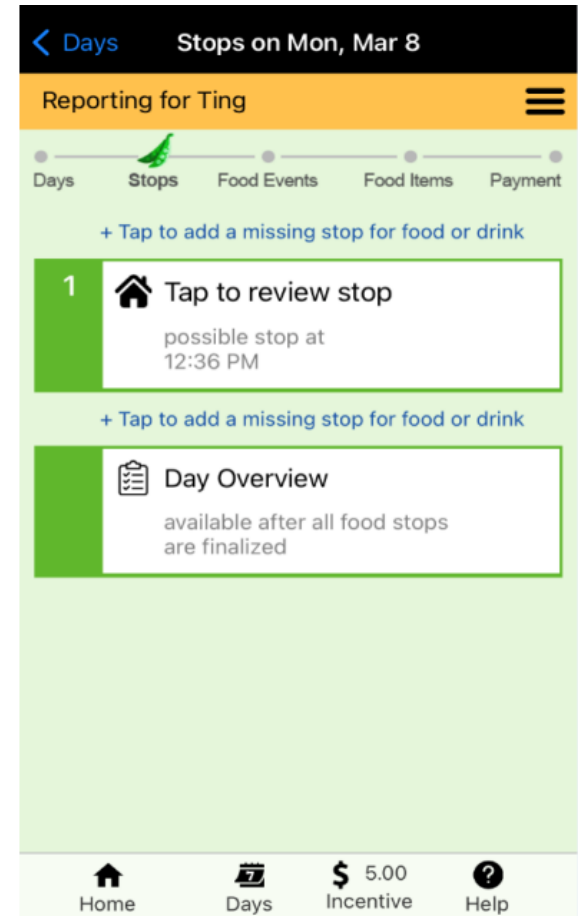 Days
Stops on Mon, Mar 8
Reporting for Ting
Days Stops Food Events Food Items Payment
+ Tap to add a missing stop for food or drink
1
Tap to review stop
possible stop at
12:36 PM
+ Tap to add a missing stop for food or drink
Day Overview
available after all food stops
are finalized
7
$ 5.00
?
Home Days Incentive Help